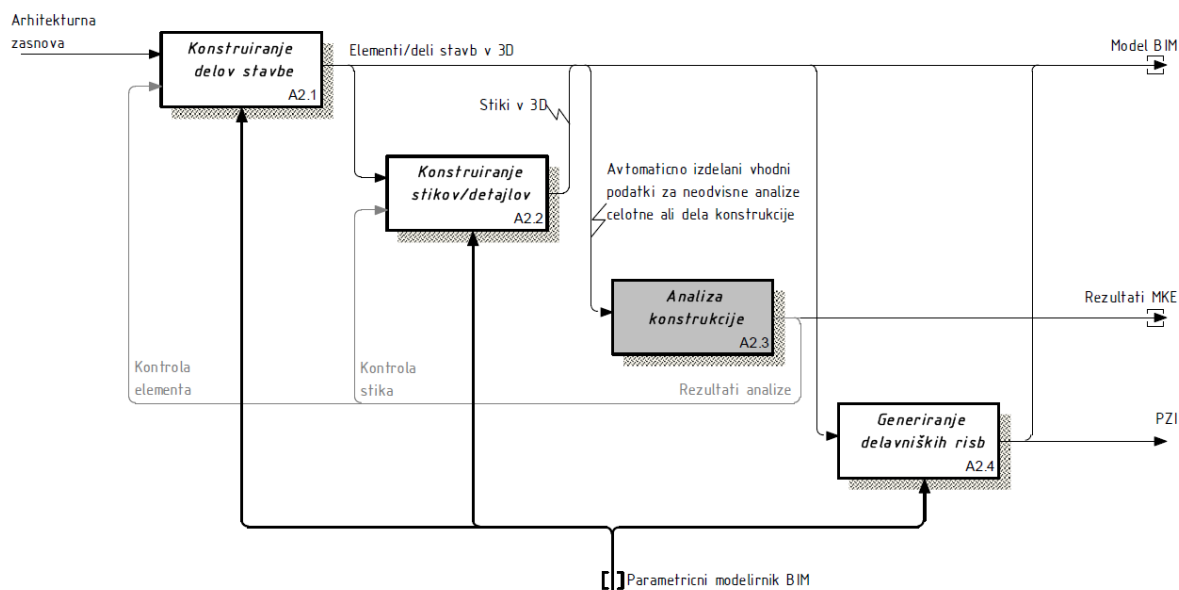 Arhitekturna
zasnova
Konstruiranje
delov stavbe
A2.1
Elementi/deli stavb v 3D
Model BIM
Stiki v 3D
Konstruiranje
stikov/detajlov
A2.2
Avtomaticno izdelani vhodni
podatki za neodvisne analize
celotne ali dela konstrukcije
Analiza
konstrukcije
A2.3
Rezultati MKE
Kontrola
elementa
Kontrola
stika
Rezultati analize
Generiranje
delavniških risb
A2.4
PZI
Parametricni modelirnik BIM